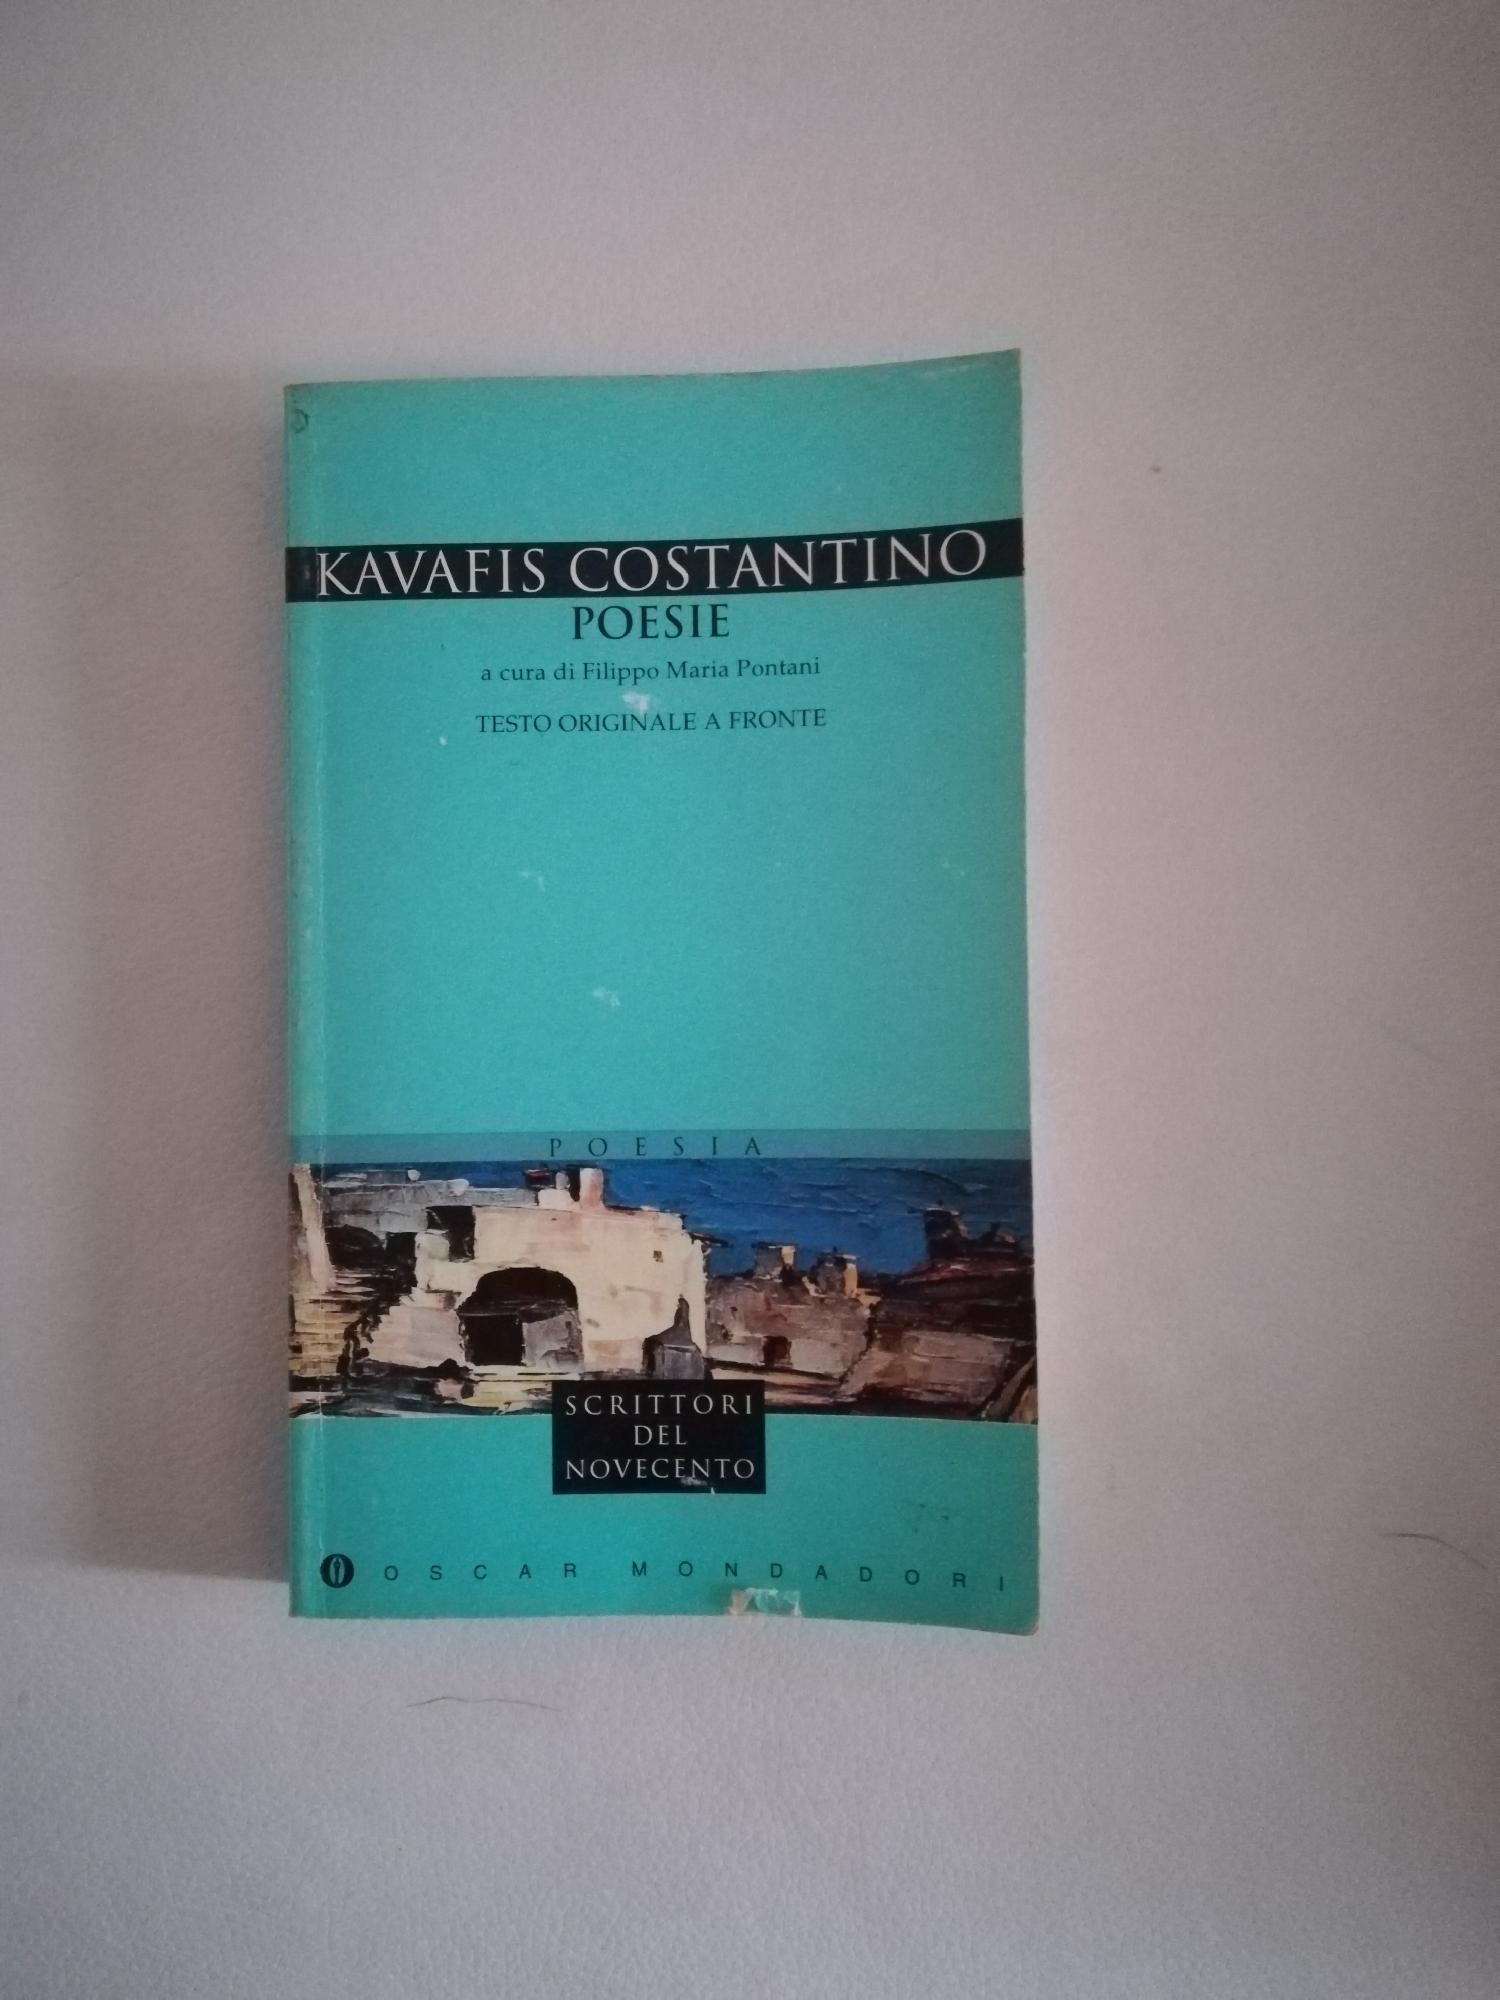 KAVAFIS COSTANTINO
POESIE
a cura di Filippo Maria Pontani
TESTO ORIGINALE A FRONTE
POESIA
SCRITTORI
DEL
NOVECENTO
OSCAR MONDADORI